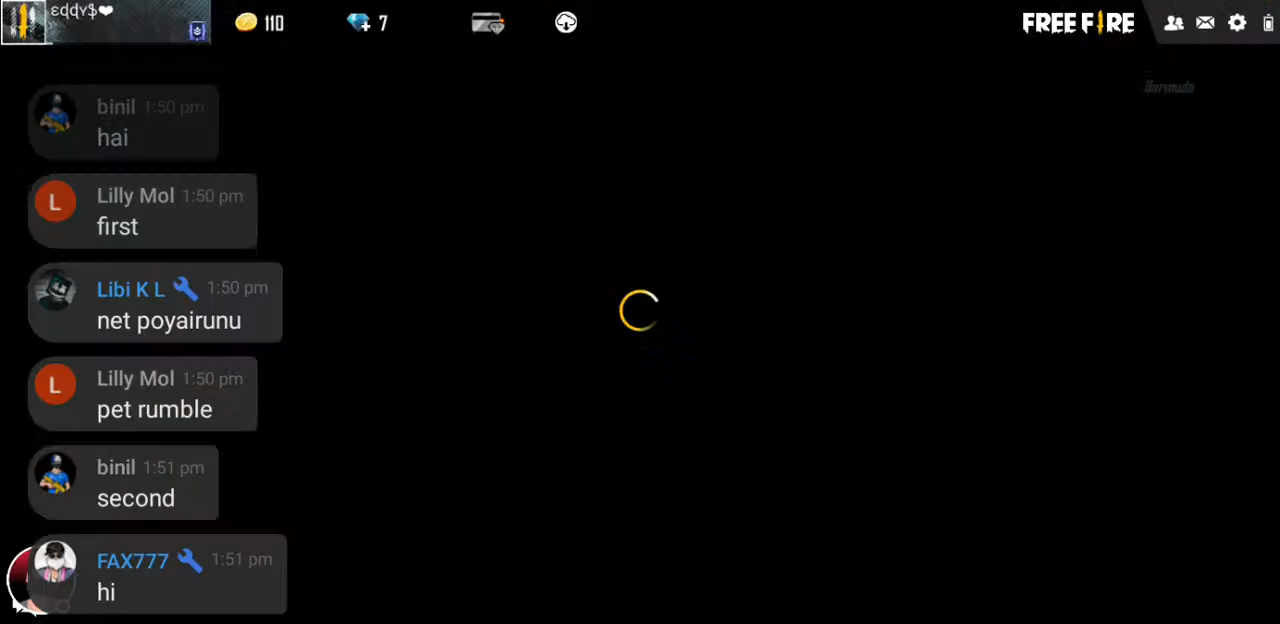 εɖɖʏ$❤
110
7
FREE FIRE
Bermuda
binil 1:50 pm
hai
Lilly Mol 1:50 pm
first
Libi K L 1:50 pm
net poyairunu
Lilly Mol 1:50 pm
pet rumble
binil 1:51 pm
second
FAX777 1:51 pm
hi
L
L